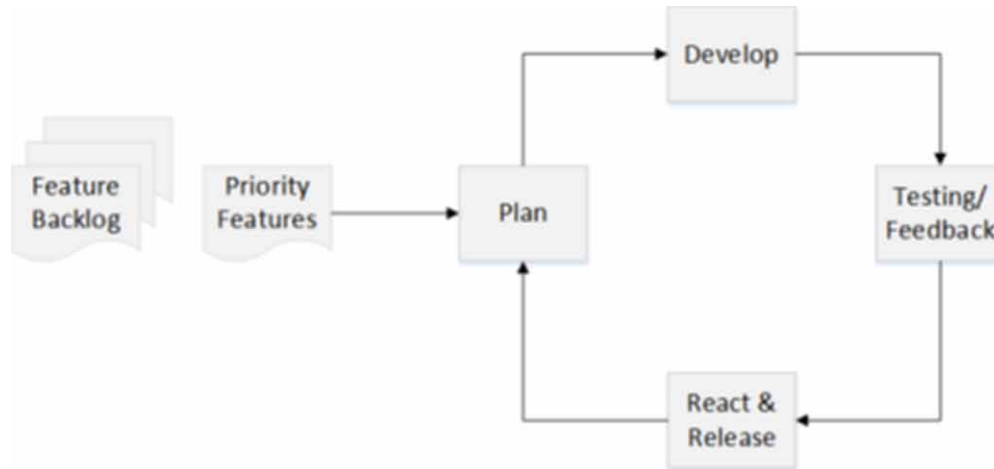 Develop
Feature
Backlog
Priority
Features
Plan
Testing/
Feedback
React &
Release